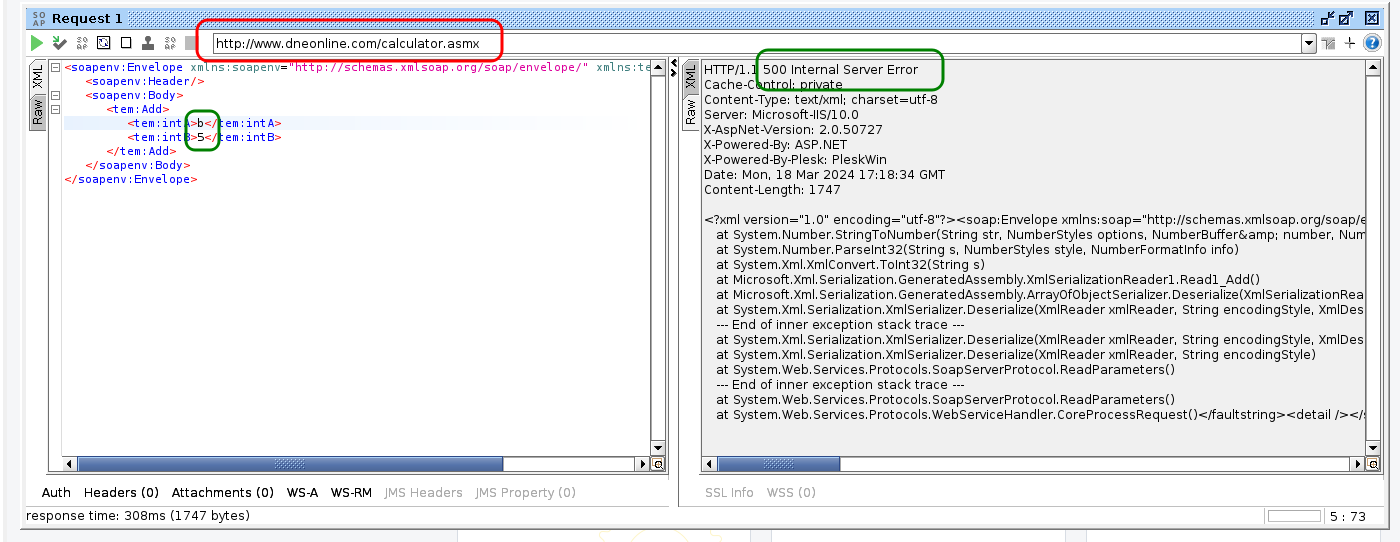 SO
AP
Request 1
SO
AP
SO
AP
http://www.dneonline.com/calculator.asmx
XML
Raw
<soapenv:Envelope xmlns:soapenv="http://schemas.xmlsoap.org/soap/envelope/" xmlns:te
<soapenv:Header/>
<soapenv:Body>
<tem:Add>
<tem:intA>b</tem:intA>
<tem:intB>5</tem:intB>
</tem:Add>
</soapenv:Body>
</soapenv:Envelope>
XML
Raw
HTTP/1.1 500 Internal Server Error
Cache-Control: private
Content-Type: text/xml; charset=utf-8
Server: Microsoft-IIS/10.0
X-AspNet-Version: 2.0.50727
X-Powered-By: ASP.NET
X-Powered-By-Plesk: PleskWin
Date: Mon, 18 Mar 2024 17:18:34 GMT
Content-Length: 1747
<?xml version="1.0" encoding="utf-8"?><soap:Envelope xmlns:soap="http://schemas.xmlsoap.org/soap/e
at System.Number.StringToNumber(String str, NumberStyles options, NumberBuffer&amp; number, Num
at System.Number.ParseInt32(String s, NumberStyles style, NumberFormatInfo info)
at System.Xml.XmlConvert.ToInt32(String s)
at Microsoft.Xml.Serialization.GeneratedAssembly.XmlSerializationReader1.Read1_Add()
at Microsoft.Xml.Serialization.GeneratedAssembly.ArrayOfObjectSerializer.Deserialize(XmlSerializationRea
at System.Xml.Serialization.XmlSerializer.Deserialize(XmlReader xmlReader, String encodingStyle, XmlDes
--- End of inner exception stack trace ---
at System.Xml.Serialization.XmlSerializer.Deserialize(XmlReader xmlReader, String encodingStyle, XmlDes
at System.Xml.Serialization.XmlSerializer.Deserialize(XmlReader xmlReader, String encodingStyle)
at System.Web.Services.Protocols.SoapServerProtocol.ReadParameters()
--- End of inner exception stack trace ---
at System.Web.Services.Protocols.SoapServerProtocol.ReadParameters()
at System.Web.Services.Protocols.WebServiceHandler.CoreProcessRequest()</faultstring><detail /></s
Auth Headers (0) Attachments (0) WS-A WS-RM JMS Headers JMS Property (0)
SSL Info WSS (0)
response time: 308ms (1747 bytes)
5 : 73